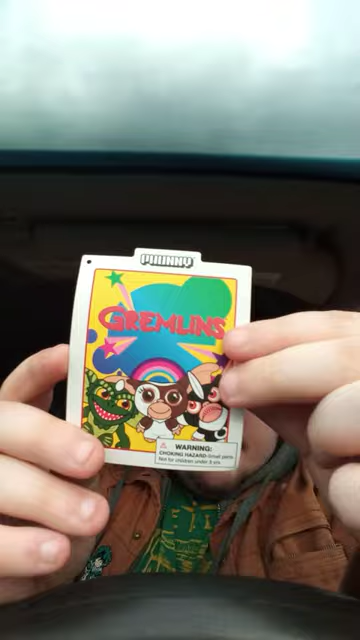 PHUNNY
GREMLINS
WARNING:
CHOKING HAZARD-Small parts
Not for children under 3 yrs.